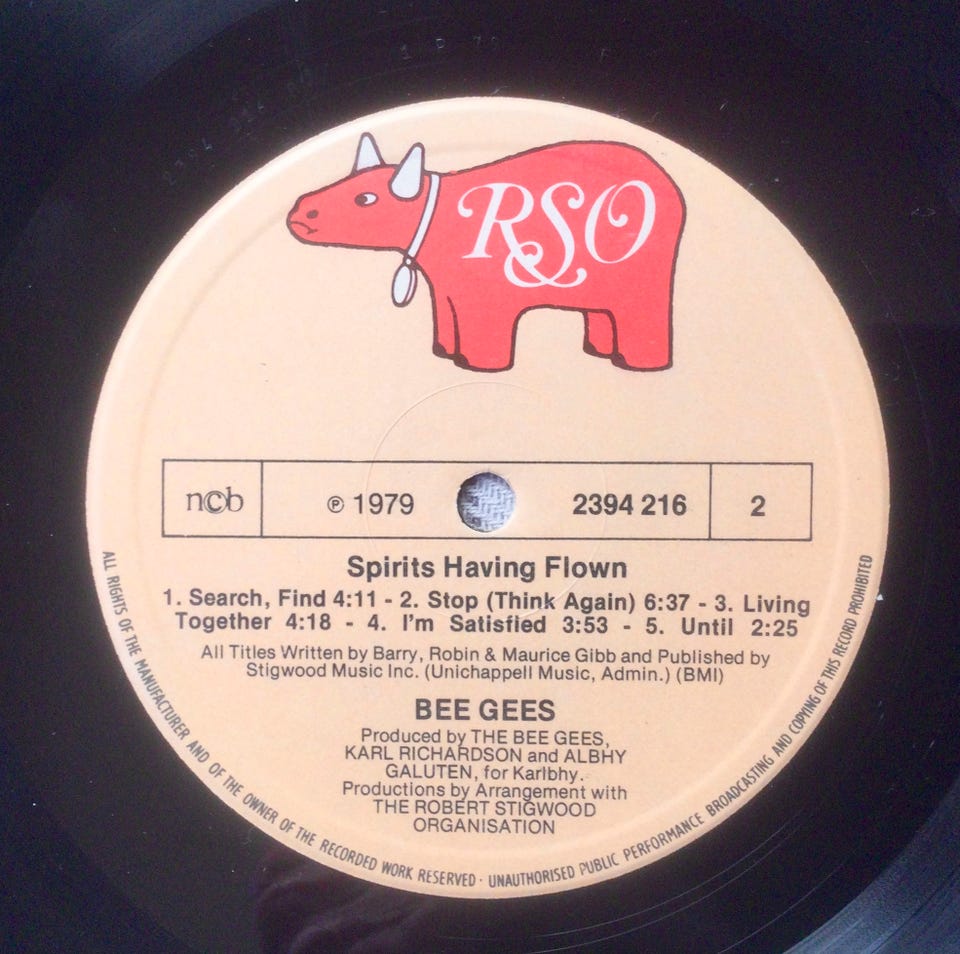 RSO
ncb ℗ 1979 2394 216 2
Spirits Having Flown
1. Search, Find 4:11 - 2. Stop (Think Again) 6:37 - 3. Living
Together 4:18 - 4. I'm Satisfied 3:53 - 5. Until 2:25
All Titles Written by Barry, Robin & Maurice Gibb and Published by
Stigwood Music Inc. (Unichappell Music, Admin.) (BMI)
BEE GEES
Produced by THE BEE GEES,
KARL RICHARDSON and ALBHY
GALUTEN, for Karlbhy.
Productions by Arrangement with
THE ROBERT STIGWOOD
ORGANISATION
ALL RIGHTS OF THE MANUFACTURER AND OF THE OWNER OF THE RECORDED WORK RESERVED · UNAUTHORISED PUBLIC PERFORMANCE BROADCASTING AND COPYING OF THIS RECORD PROHIBITED